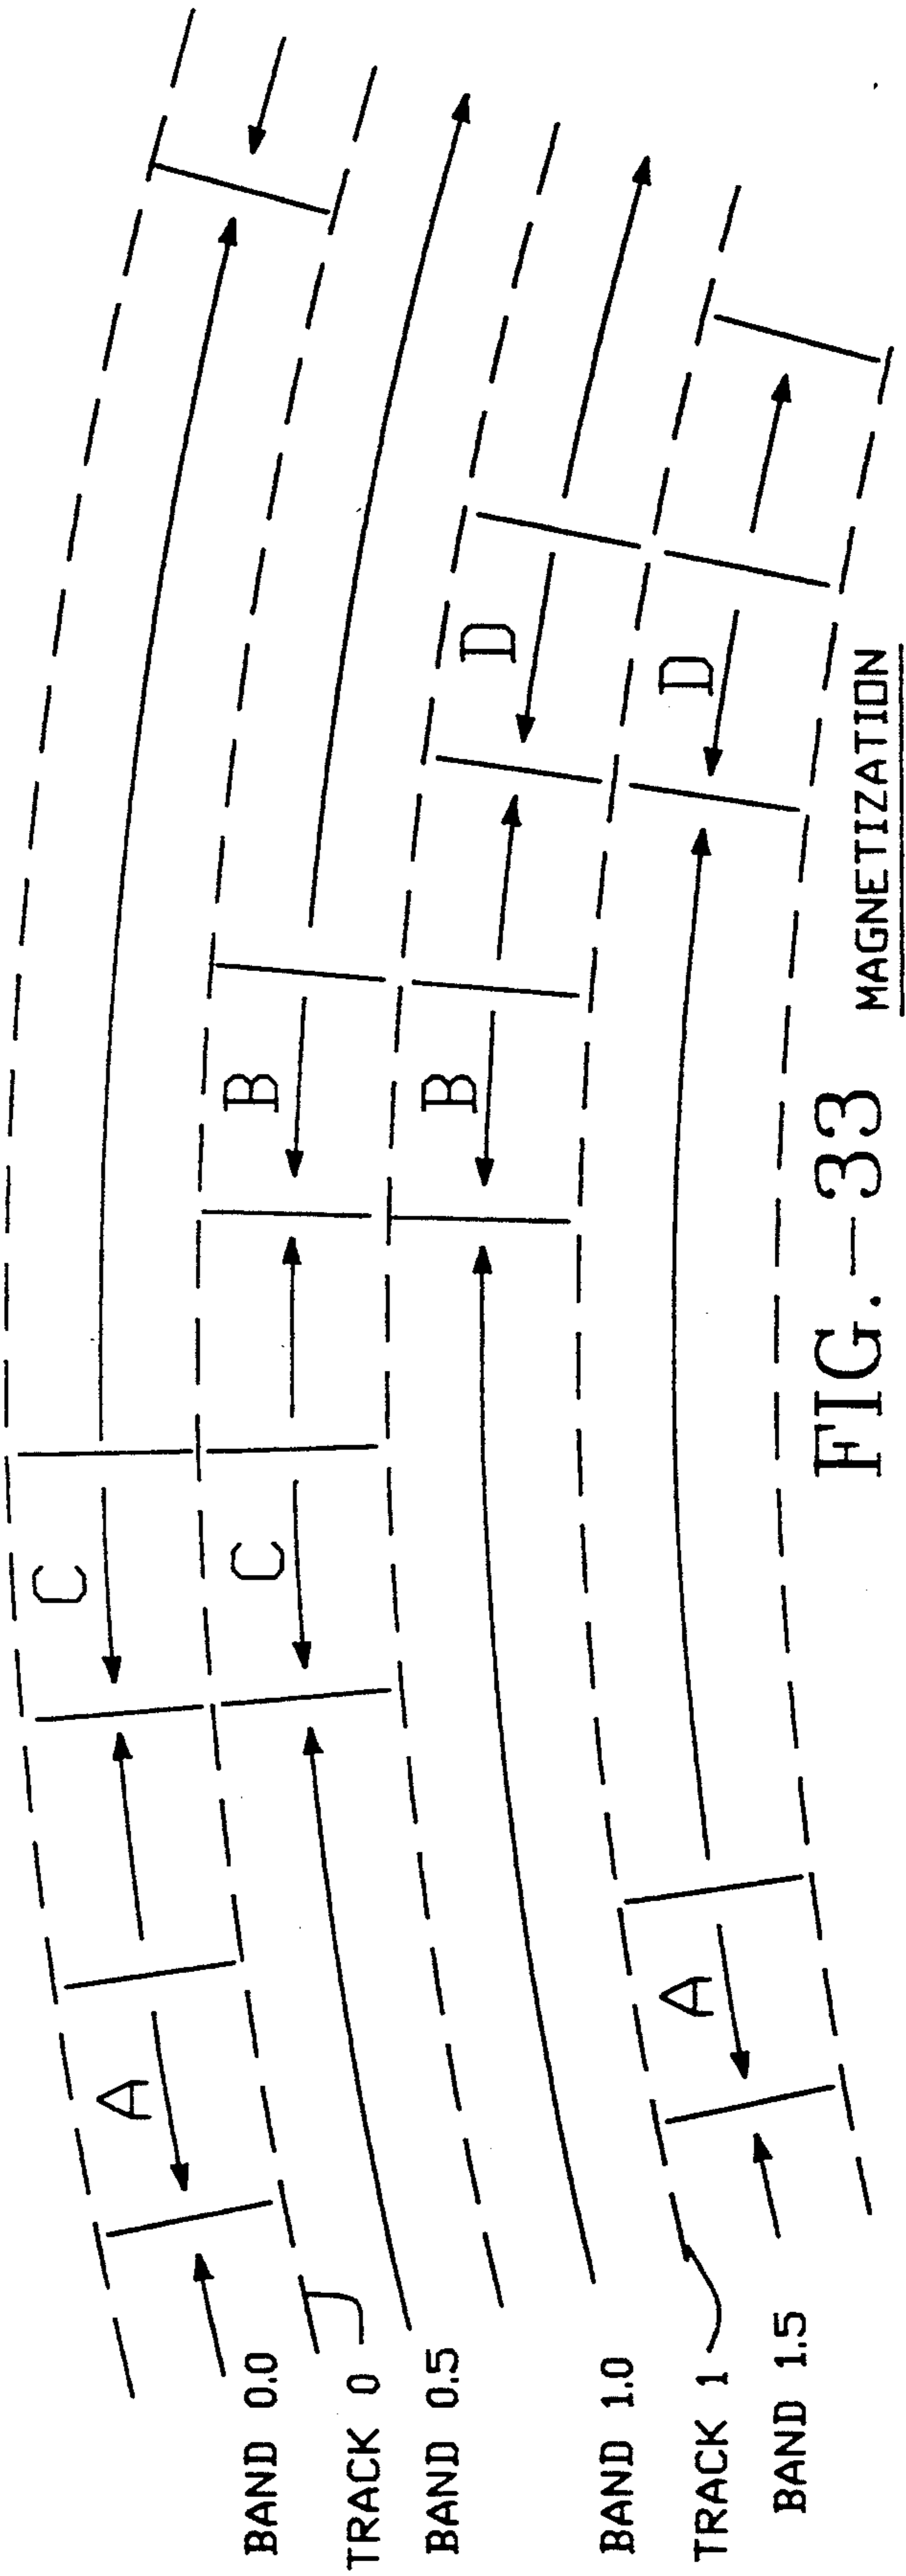 BAND 0.0
TRACK 0
BAND 0.5
BAND 1.0
TRACK 1
BAND 1.5
A
C
C
B
B
D
D
A
FIG.-33
MAGNETIZATION